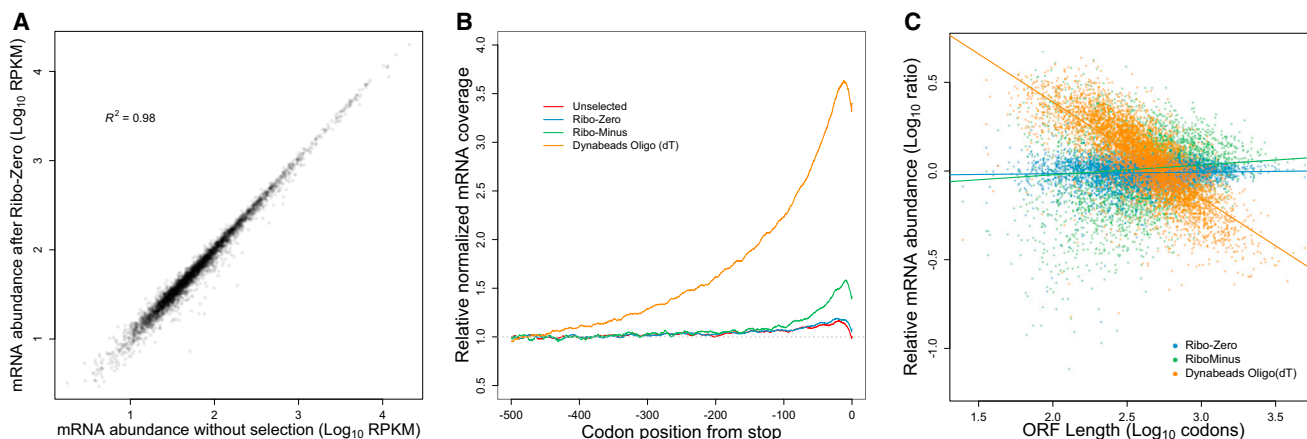 A
mRNA abundance after Ribo-Zero (Log10 RPKM)
4
3
2
1
R² = 0.98
1 2 3 4
mRNA abundance without selection (Log10 RPKM)
B
Relative normalized mRNA coverage
4.0
3.5
3.0
2.5
2.0
1.5
1.0
0.5
Unselected
Ribo-Zero
Ribo-Minus
Dynabeads Oligo (dT)
-500 -400 -300 -200 -100 0
Codon position from stop
C
Relative mRNA abundance (Log10 ratio)
0.5
0.0
-0.5
-1.0
Ribo-Zero
RiboMinus
Dynabeads Oligo(dT)
1.5 2.0 2.5 3.0 3.5
ORF Length (Log10 codons)